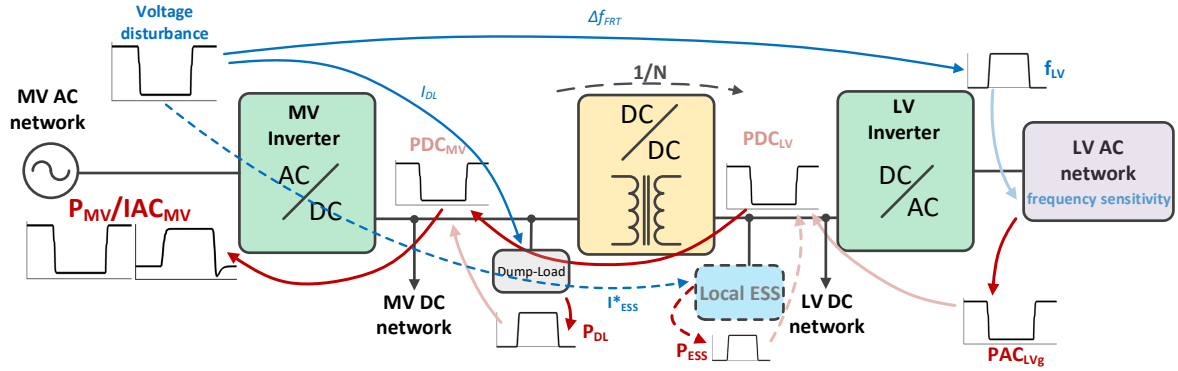 Voltage
disturbance
Δf_FRT
f_LV
I_DL
1/N
MV AC
network
MV
Inverter
AC
DC
PDC_MV
DC
DC
PDC_LV
LV
Inverter
DC
AC
LV AC
network
frequency sensitivity
P_MV/IAC_MV
Dump-Load
Local ESS
MV DC
network
I*_ESS
LV DC
network
P_DL
P_ESS
PAC_LVg